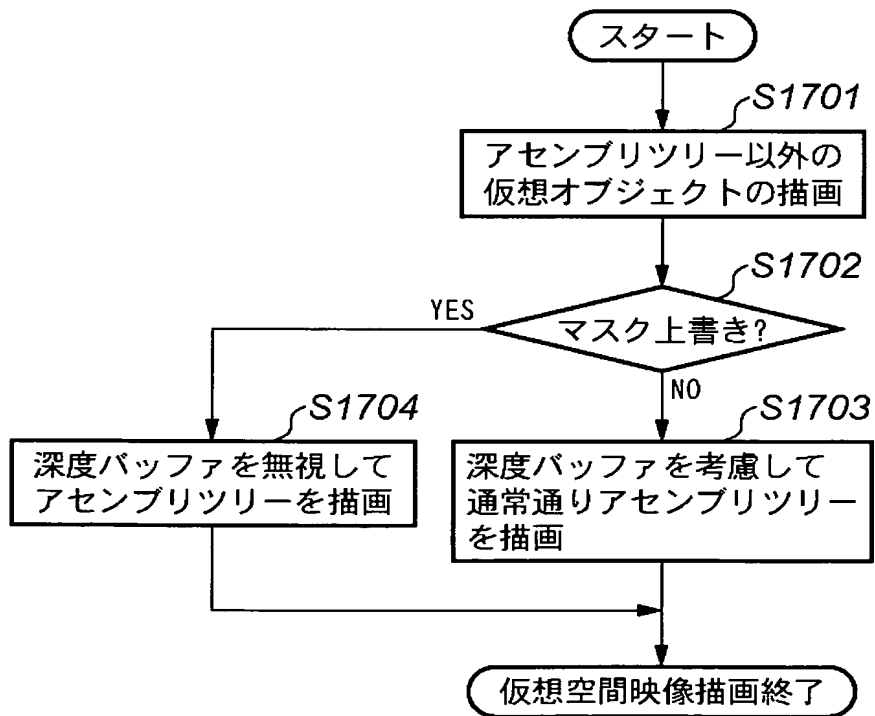 スタート
S1701
アセンブリツリー以外の
仮想オブジェクトの描画
S1702
マスク上書き?
YES
NO
S1704
深度バッファを無視して
アセンブリツリーを描画
S1703
深度バッファを考慮して
通常通りアセンブリツリー
を描画
仮想空間映像描画終了